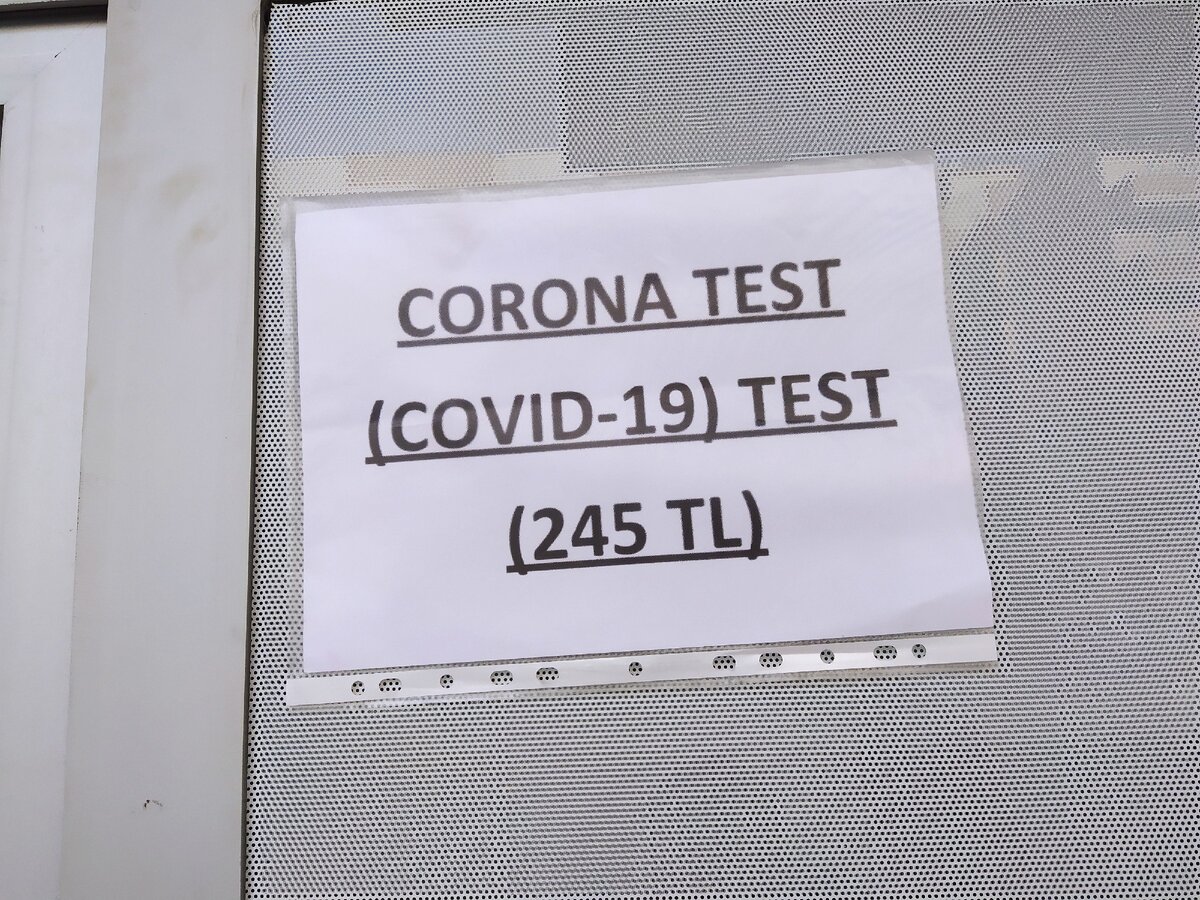 CORONA TEST
(COVID-19) TEST
(245 TL)